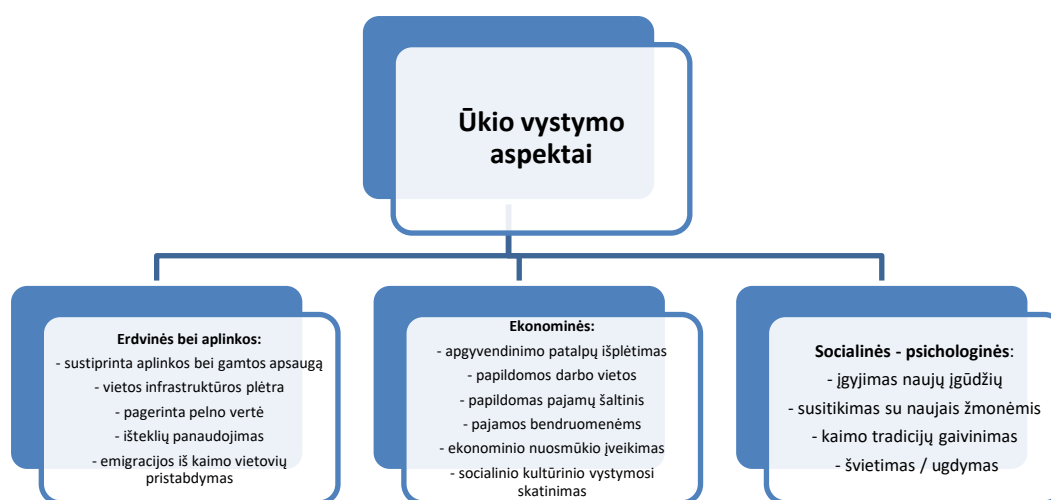 Ūkio vystymo
aspektai
Erdvinės bei aplinkos:
- sustiprinta aplinkos bei gamtos apsaugą
- vietos infrastruktūros plėtra
- pagerinta pelno vertė
- išteklių panaudojimas
- emigracijos iš kaimo vietovių
pristabdymas
Ekonominės:
- apgyvendinimo patalpų išplėtimas
- papildomos darbo vietos
- papildomas pajamų šaltinis
- pajamos bendruomenėms
- ekonominio nuosmūkio įveikimas
- socialinio kultūrinio vystymosi
skatinimas
Socialinės - psichologinės:
- įgyjimas naujų įgūdžių
- susitikimas su naujais žmonėmis
- kaimo tradicijų gaivinimas
- švietimas / ugdymas